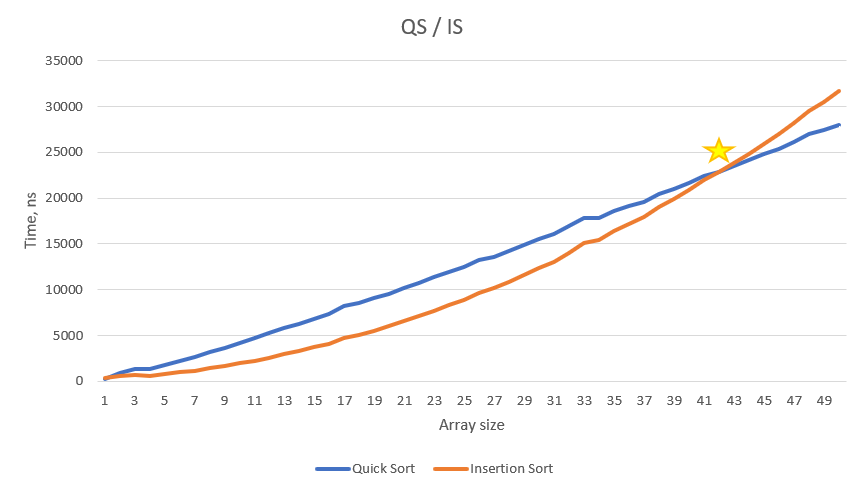 QS / IS
35000
30000
25000
20000
15000
10000
5000
0
Time, ns
1 3 5 7 9 11 13 15 17 19 21 23 25 27 29 31 33 35 37 39 41 43 45 47 49
Array size
Quick Sort Insertion Sort